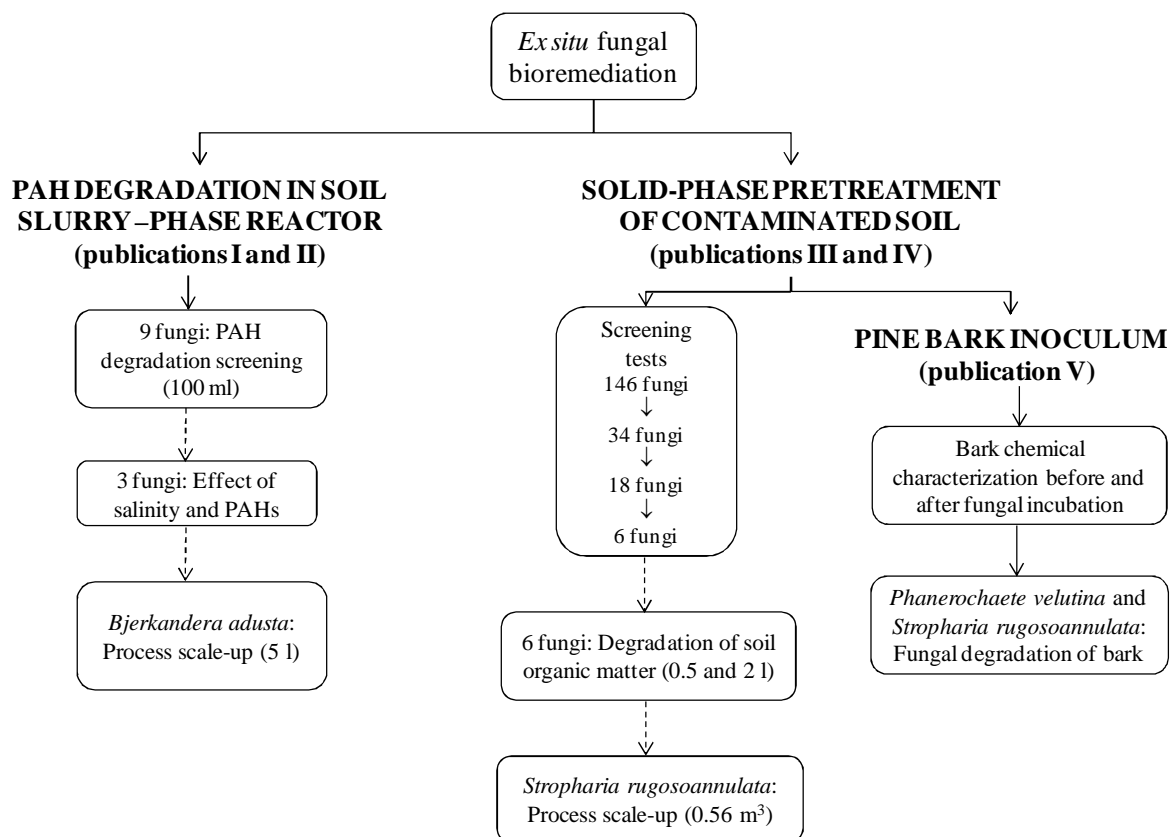 Ex situ fungal
bioremediation
PAH DEGRADATION IN SOIL
SLURRY–PHASE REACTOR
(publications I and II)
9 fungi: PAH
degradation screening
(100 ml)
3 fungi: Effect of
salinity and PAHs
Bjerkandera adusta:
Process scale-up (5 l)
SOLID-PHASE PRETREATMENT
OF CONTAMINATED SOIL
(publications III and IV)
Screening
tests
146 fungi
↓
34 fungi
↓
18 fungi
↓
6 fungi
6 fungi: Degradation of soil
organic matter (0.5 and 2 l)
Stropharia rugosoannulata:
Process scale-up (0.56 m³)
PINE BARK INOCULUM
(publication V)
Bark chemical
characterization before and
after fungal incubation
Phanerochaete velutina and
Stropharia rugosoannulata:
Fungal degradation of bark